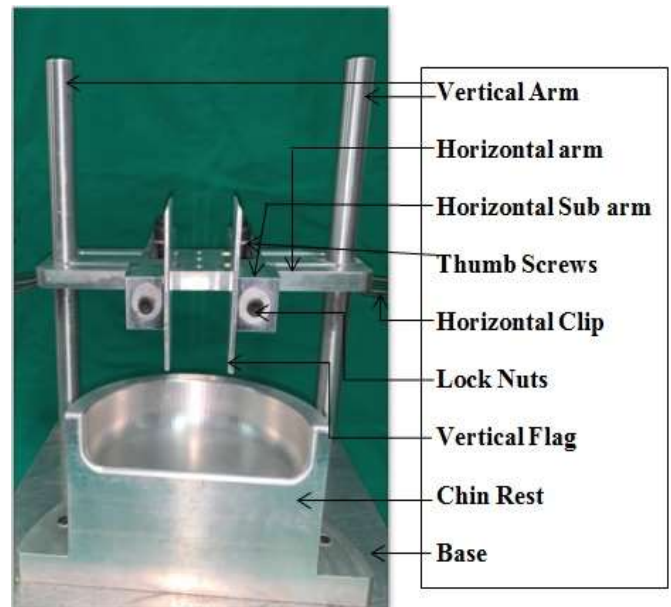 Vertical Arm
Horizontal arm
Horizontal Sub arm
Thumb Screws
Horizontal Clip
Lock Nuts
Vertical Flag
Chin Rest
Base